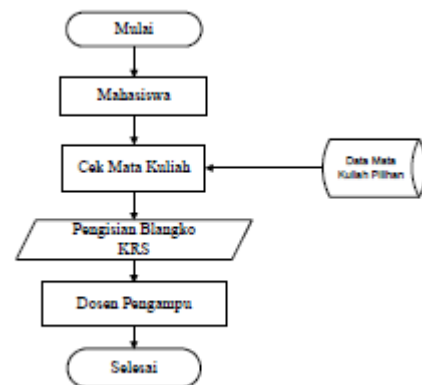 Mulai
Mahasiswa
Cek Mata Kuliah
Data Mata
Kuliah Pilihan
Pengisian Blangko
KRS
Dosen Pengampu
Selesai